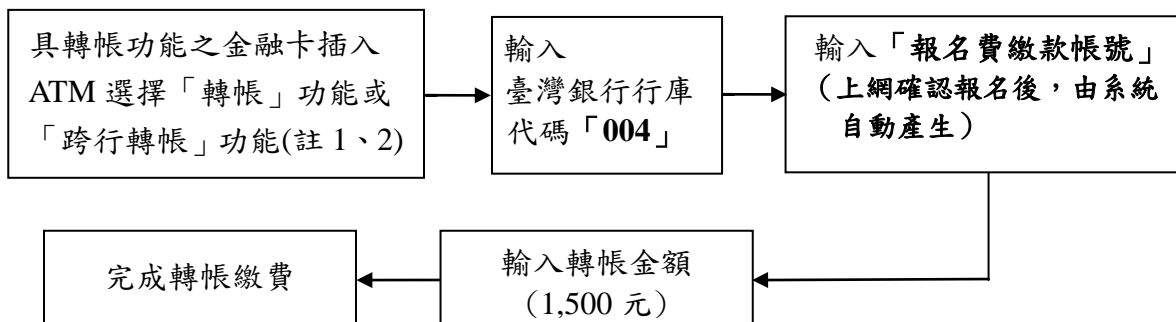 具轉帳功能之金融卡插入
ATM 選擇「轉帳」功能或
「跨行轉帳」功能(註 1、2)
輸入
臺灣銀行行庫
代碼「004」
輸入「報名費繳款帳號」
(上網確認報名後,由系統
自動產生)
輸入轉帳金額
(1,500 元)
完成轉帳繳費